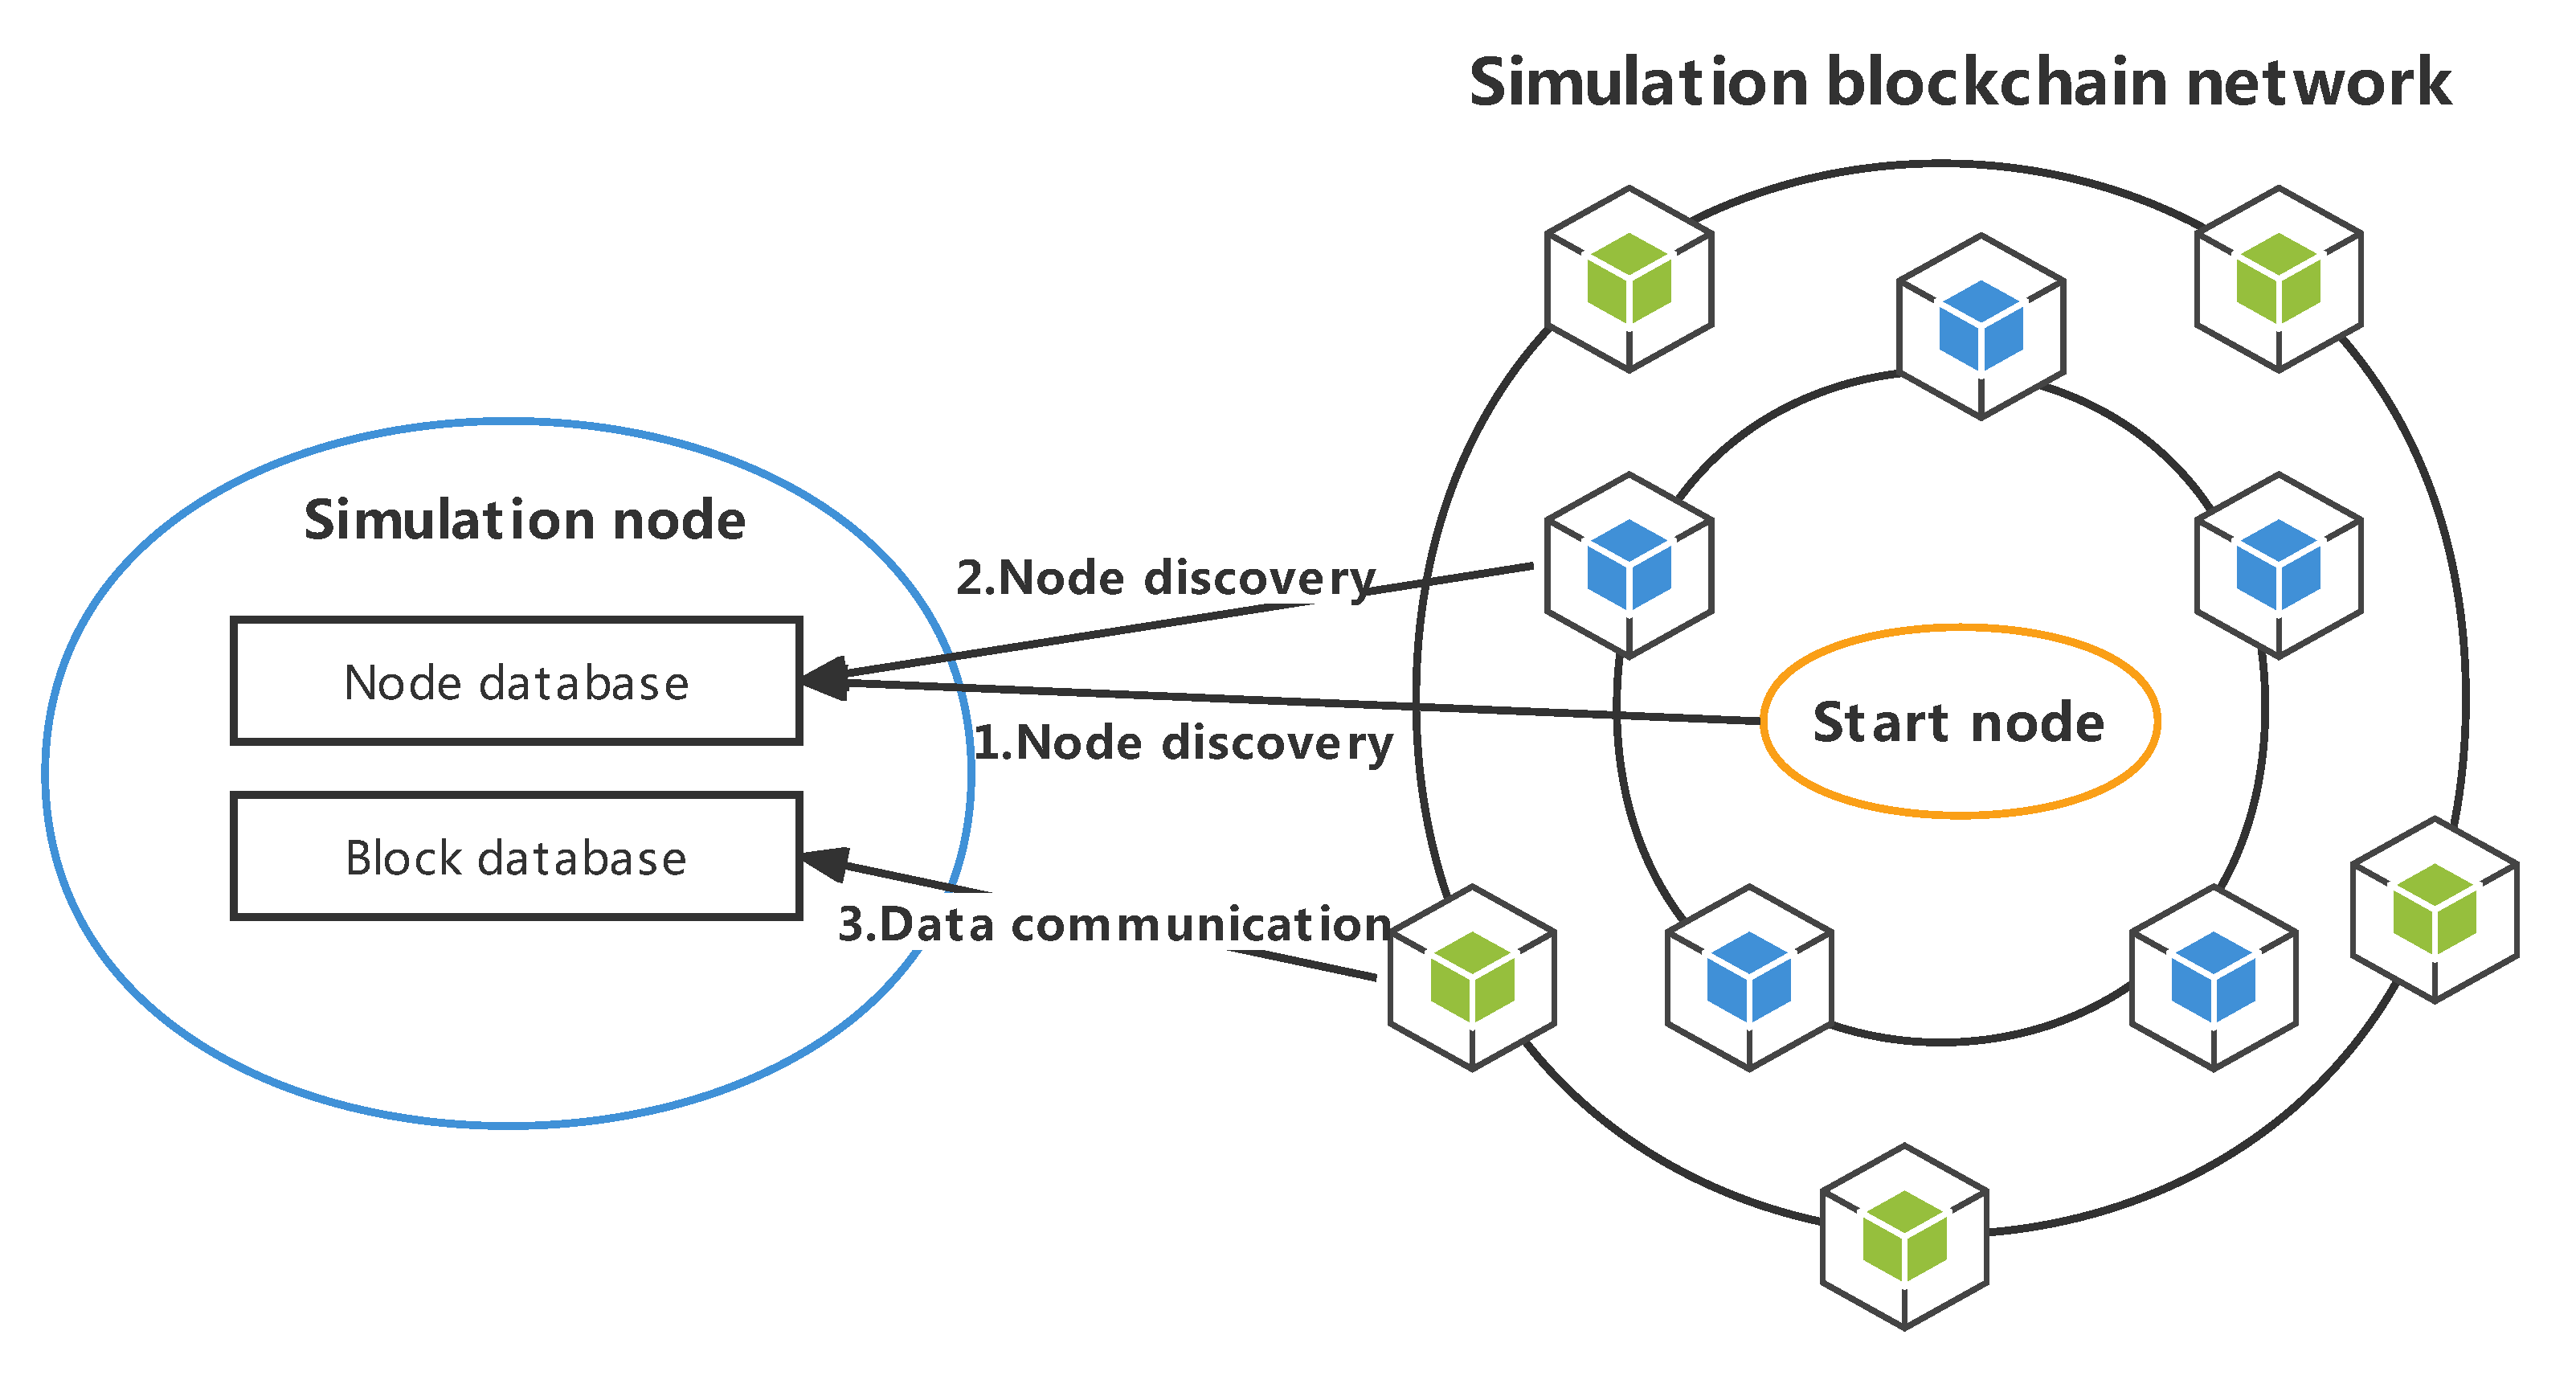 Simulation blockchain network
Simulation node
2.Node discovery
Node database
1.Node discovery
Start node
Block database
3.Data communication